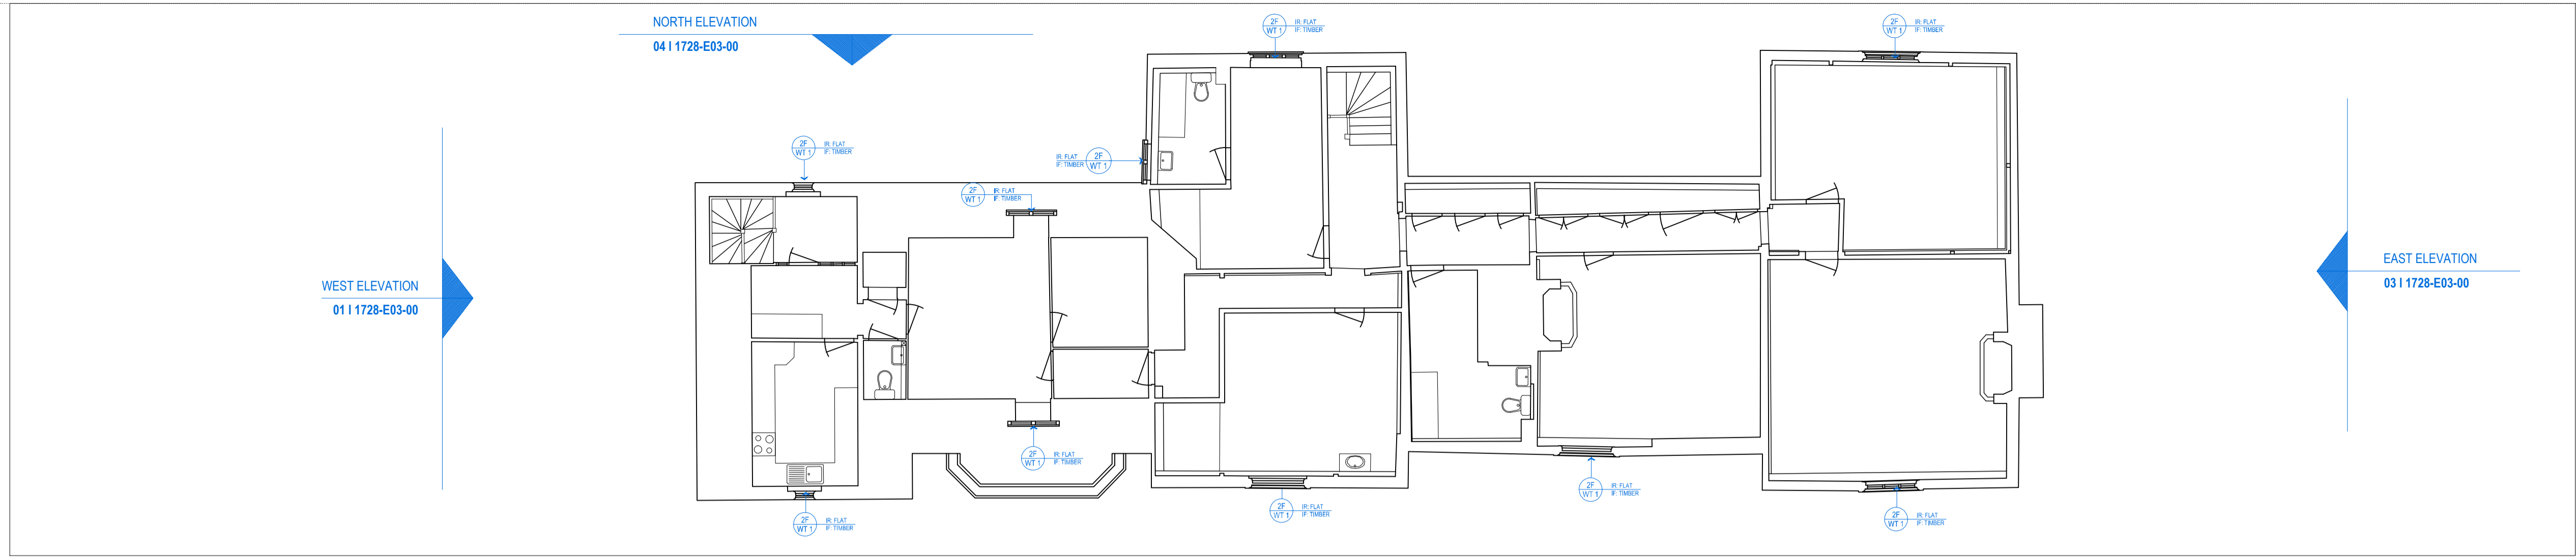 NORTH ELEVATION
04 I 1728-E03-00
2F
WT 1
IR: FLAT
IF: TIMBER
2F
WT 1
IR: FLAT
IF: TIMBER
2F
WT 1
IR: FLAT
IF: TIMBER
IR: FLAT
IF: TIMBER
2F
WT 1
2F
WT 1
IR: FLAT
IF: TIMBER
WEST ELEVATION
01 I 1728-E03-00
EAST ELEVATION
03 I 1728-E03-00
2F
WT 1
IR: FLAT
IF: TIMBER
2F
WT 1
IR: FLAT
IF: TIMBER
2F
WT 1
IR: FLAT
IF: TIMBER
2F
WT 1
IR: FLAT
IF: TIMBER
2F
WT 1
IR: FLAT
IF: TIMBER